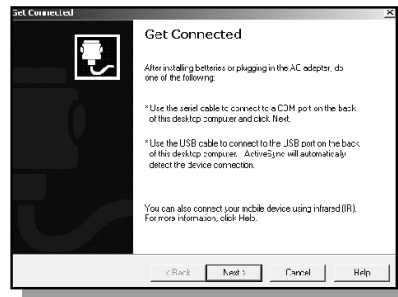 Get Connected
Get Connected
After installing batteries or plugging in the AC adapter, do
one of the following:
* Use the serial cable to connect to a COM port on the back
of this desktop computer and click Next.
* Use the USB cable to connect to the USB port on the back
of this desktop computer. ActiveSync will automatically
detect the device connection.
You can also connect your mobile device using infrared (IR).
For more information, click Help.
< Back
Next >
Cancel
Help